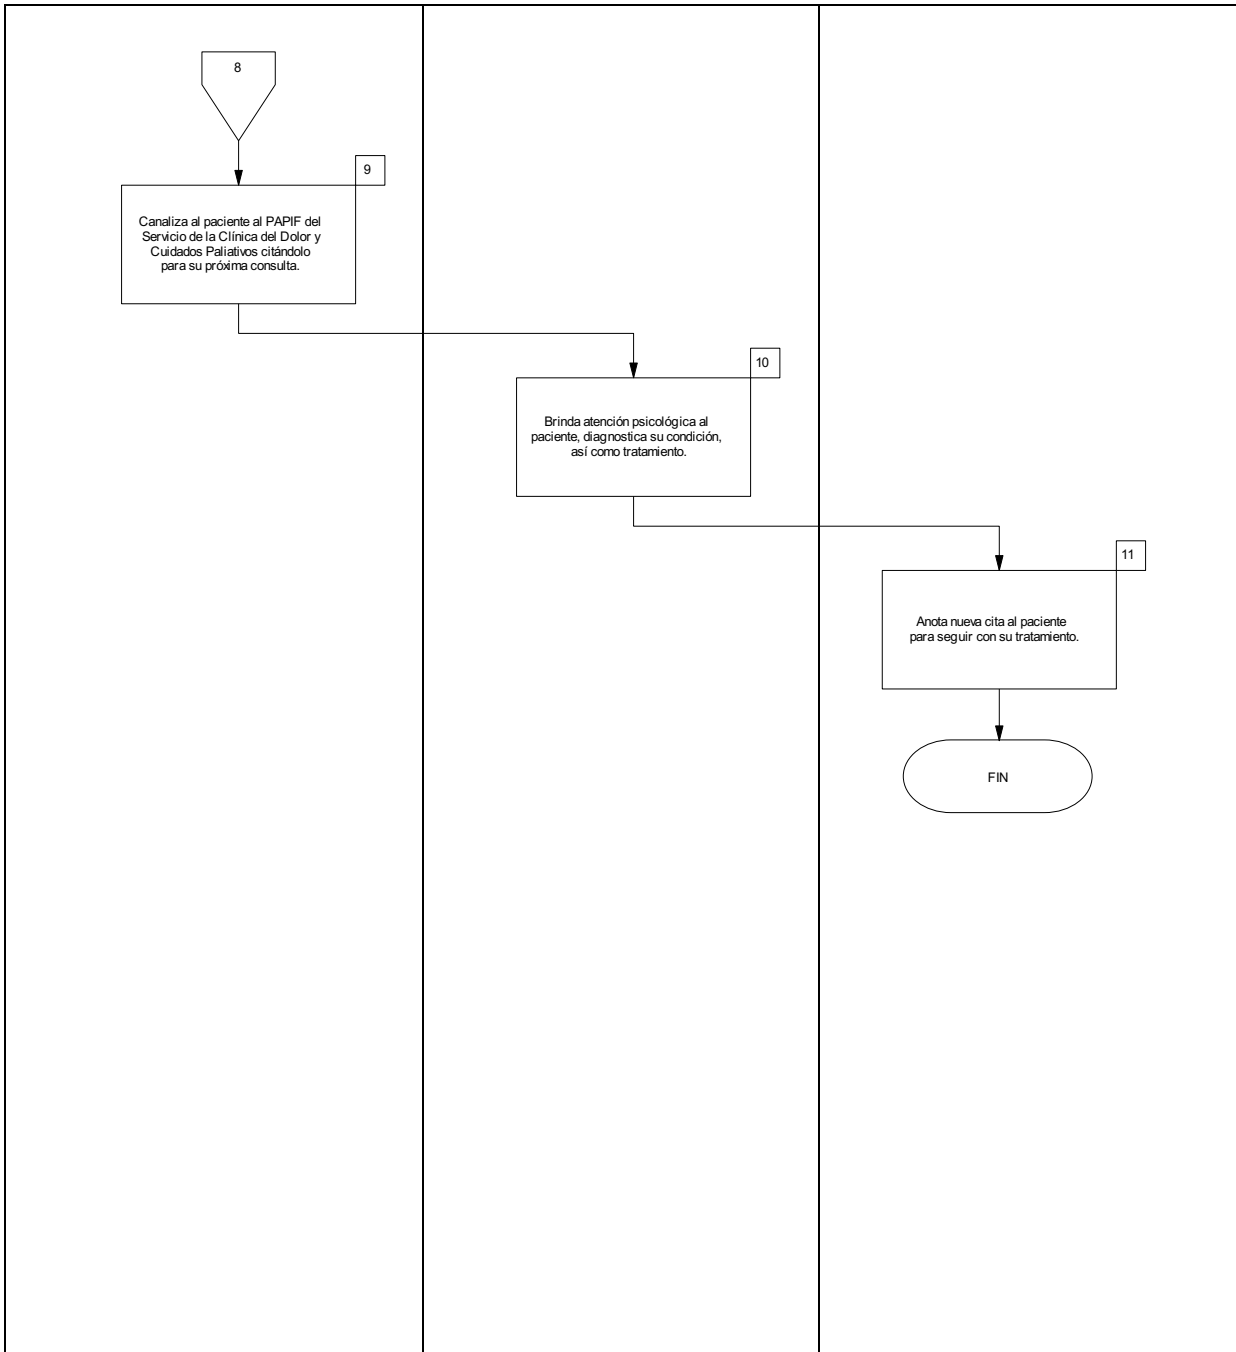 8
9
Canaliza al paciente al PAPIF del
Servicio de la Clínica del Dolor y
Cuidados Paliativos citándolo
para su próxima consulta.
10
Brinda atención psicológica al
paciente, diagnostica su condición,
así como tratamiento.
11
Anota nueva cita al paciente
para seguir con su tratamiento.
FIN